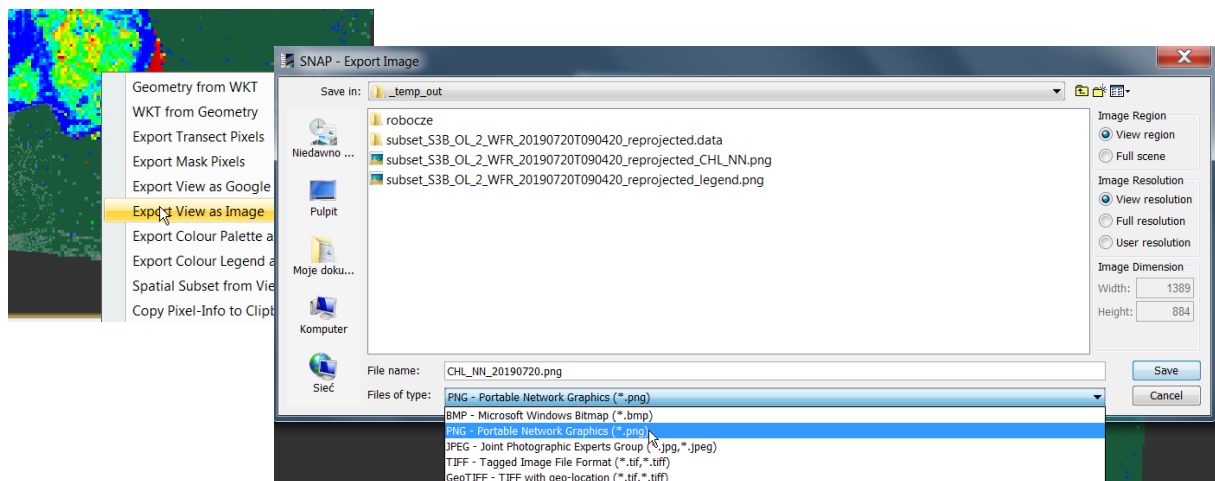 Geometry from WKT
WKT from Geometry
Export Transect Pixels
Export Mask Pixels
Export View as Google
Export View as Image
Export Colour Palette a
Export Colour Legend a
Spatial Subset from Vie
Copy Pixel-Info to Clipb
SNAP - Export Image
Save in:
_temp_out
Niedawno ...
Pulpit
Moje doku...
Komputer
Sieć
robocze
subset_S3B_OL_2_WFR_20190720T090420_reprojected.data
subset_S3B_OL_2_WFR_20190720T090420_reprojected_CHL_NN.png
subset_S3B_OL_2_WFR_20190720T090420_reprojected_legend.png
Image Region
View region
Full scene
Image Resolution
View resolution
Full resolution
User resolution
Image Dimension
Width: 1389
Height: 884
File name: CHL_NN_20190720.png
Save
Files of type: PNG - Portable Network Graphics (*.png)
Cancel
BMP - Microsoft Windows Bitmap (*.bmp)
PNG - Portable Network Graphics (*.png)
JPEG - Joint Photographic Experts Group (*.jpg,*.jpeg)
TIFF - Tagged Image File Format (*.tif,*.tiff)
GeoTIFF - TIFF with geo-location (*.tif,*.tiff)